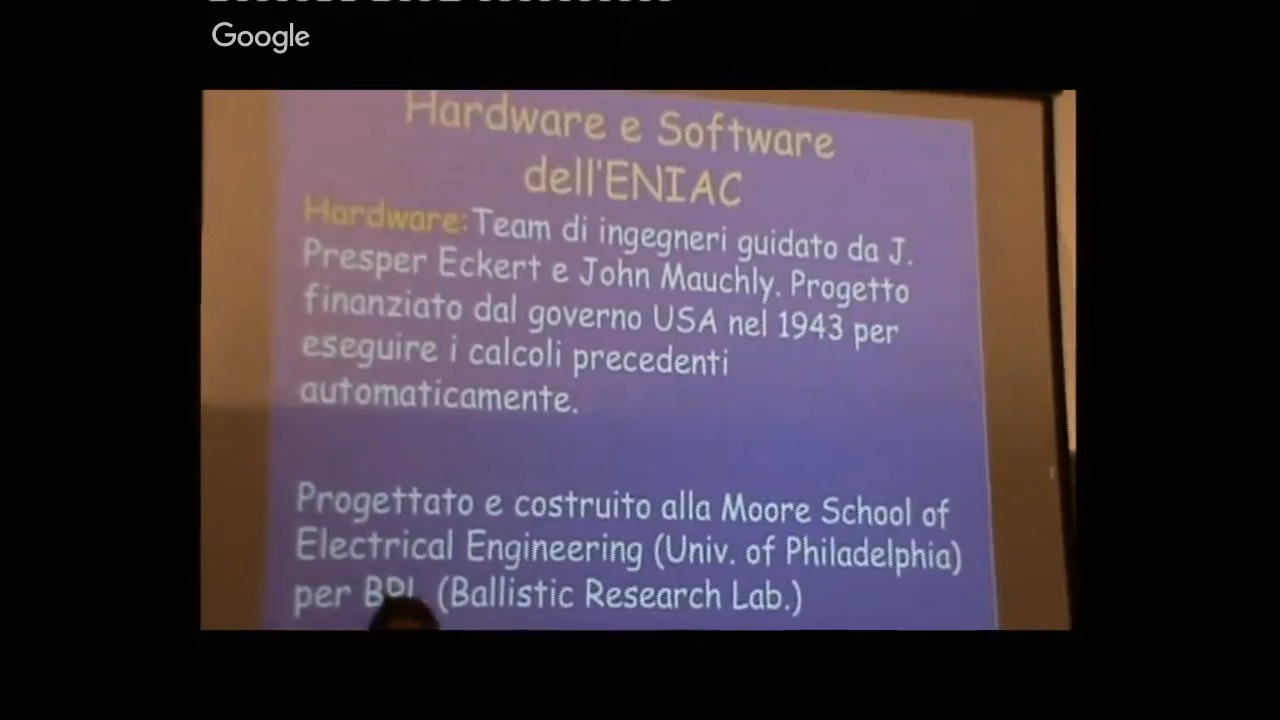 Google
Hardware e Software
dell'ENIAC
Hardware: Team di ingegneri guidato da J.
Presper Eckert e John Mauchly. Progetto
finanziato dal governo USA nel 1943 per
eseguire i calcoli precedenti
automaticamente.
Progettato e costruito alla Moore School of
Electrical Engineering (Univ. of Philadelphia)
per BRL (Ballistic Research Lab.)